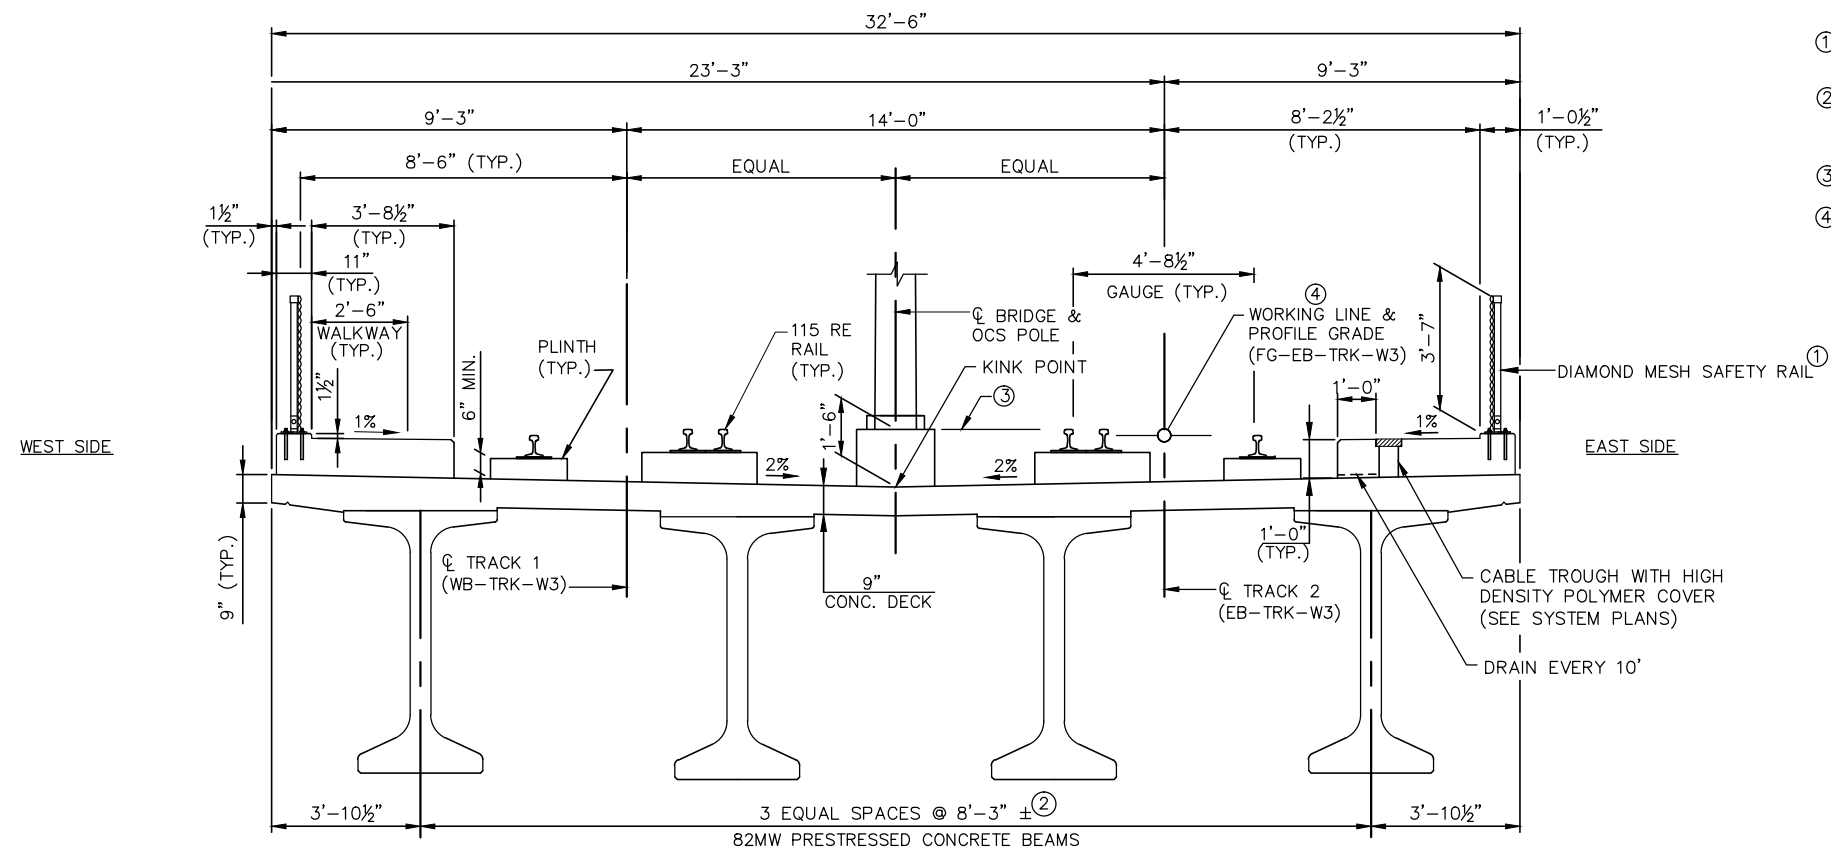 32'-6"
①
23'-3"
9'-3"
②
9'-3"
14'-0"
8'-2½"
(TYP.)
1'-0½"
(TYP.)
8'-6" (TYP.)
EQUAL
EQUAL
③
1½"
(TYP.)
3'-8½"
(TYP.)
④
11"
(TYP.)
4'-8½"
GAUGE (TYP.)
2'-6"
WALKWAY
(TYP.)
1½"
1%
6" MIN.
PLINTH
(TYP.)
115 RE
RAIL
(TYP.)
℄ BRIDGE &
OCS POLE
KINK POINT
③
1'-6"
④
WORKING LINE &
PROFILE GRADE
(FG-EB-TRK-W3)
3'-7"
1'-0"
1%
①
DIAMOND MESH SAFETY RAIL
WEST SIDE
EAST SIDE
2%
2%
9" (TYP.)
℄ TRACK 1
(WB-TRK-W3)
9"
CONC. DECK
1'-0"
(TYP.)
℄ TRACK 2
(EB-TRK-W3)
CABLE TROUGH WITH HIGH
DENSITY POLYMER COVER
(SEE SYSTEM PLANS)
DRAIN EVERY 10'
3'-10½"
3 EQUAL SPACES @ 8'-3" ± ②
3'-10½"
82MW PRESTRESSED CONCRETE BEAMS